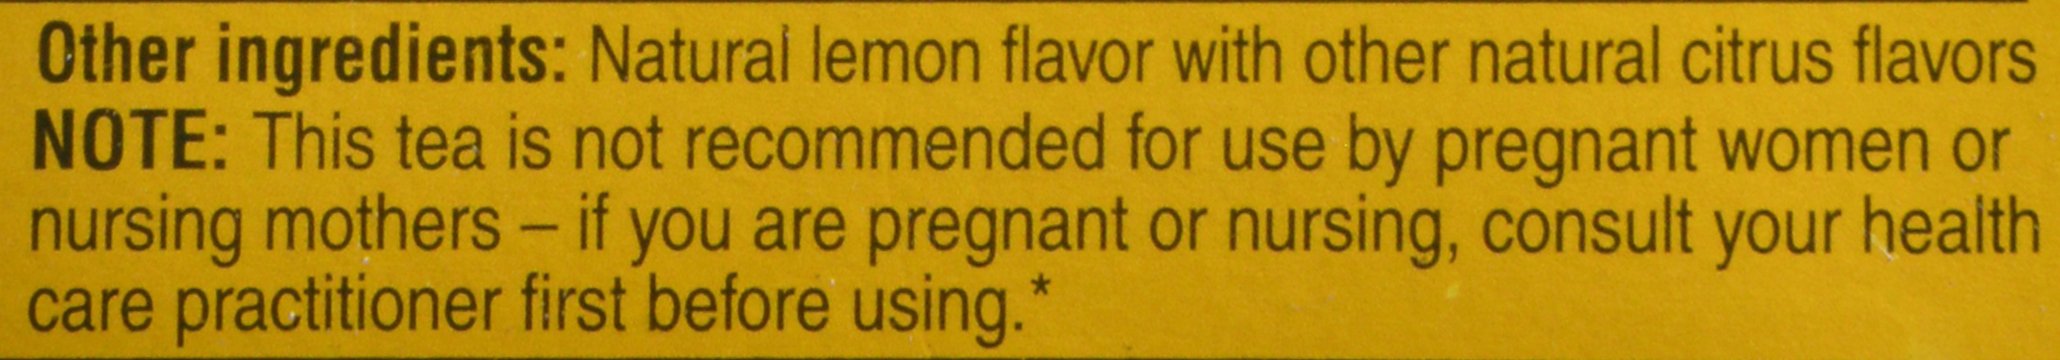 Other ingredients: Natural lemon flavor with other natural citrus flavors
NOTE: This tea is not recommended for use by pregnant women or
nursing mothers – if you are pregnant or nursing, consult your health
care practitioner first before using.*